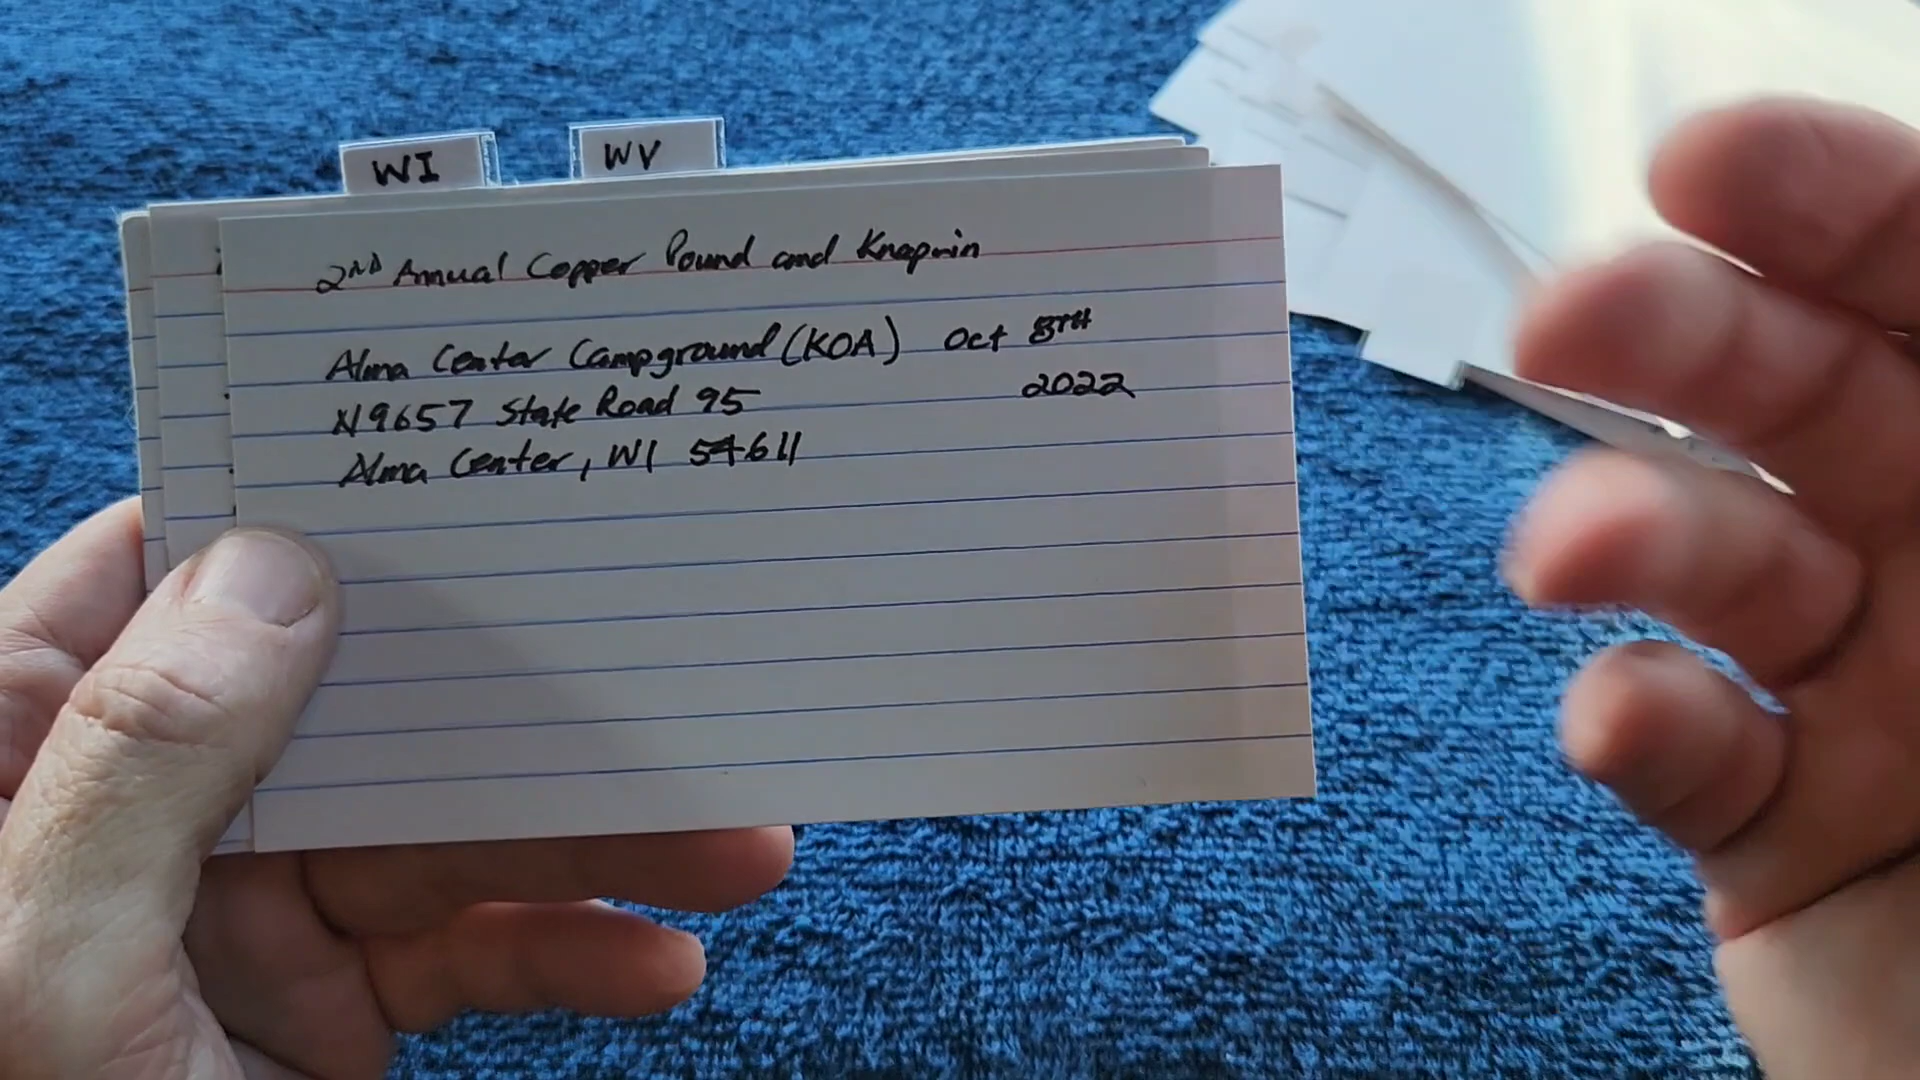 WI WV
2ND Annual Copper Pound and Knapin
Alma Center Campground (KOA) Oct 8TH
N9657 State Road 95 2022
Alma Center, WI 54611